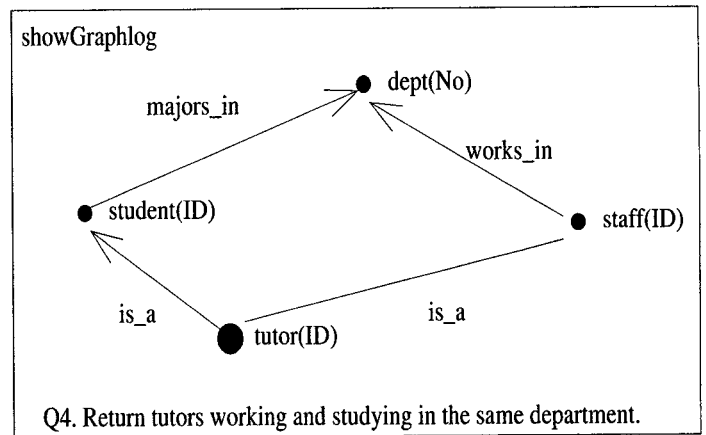 showGraphlog
dept(No)
majors_in
works_in
student(ID)
staff(ID)
is_a
is_a
tutor(ID)
Q4. Return tutors working and studying in the same department.